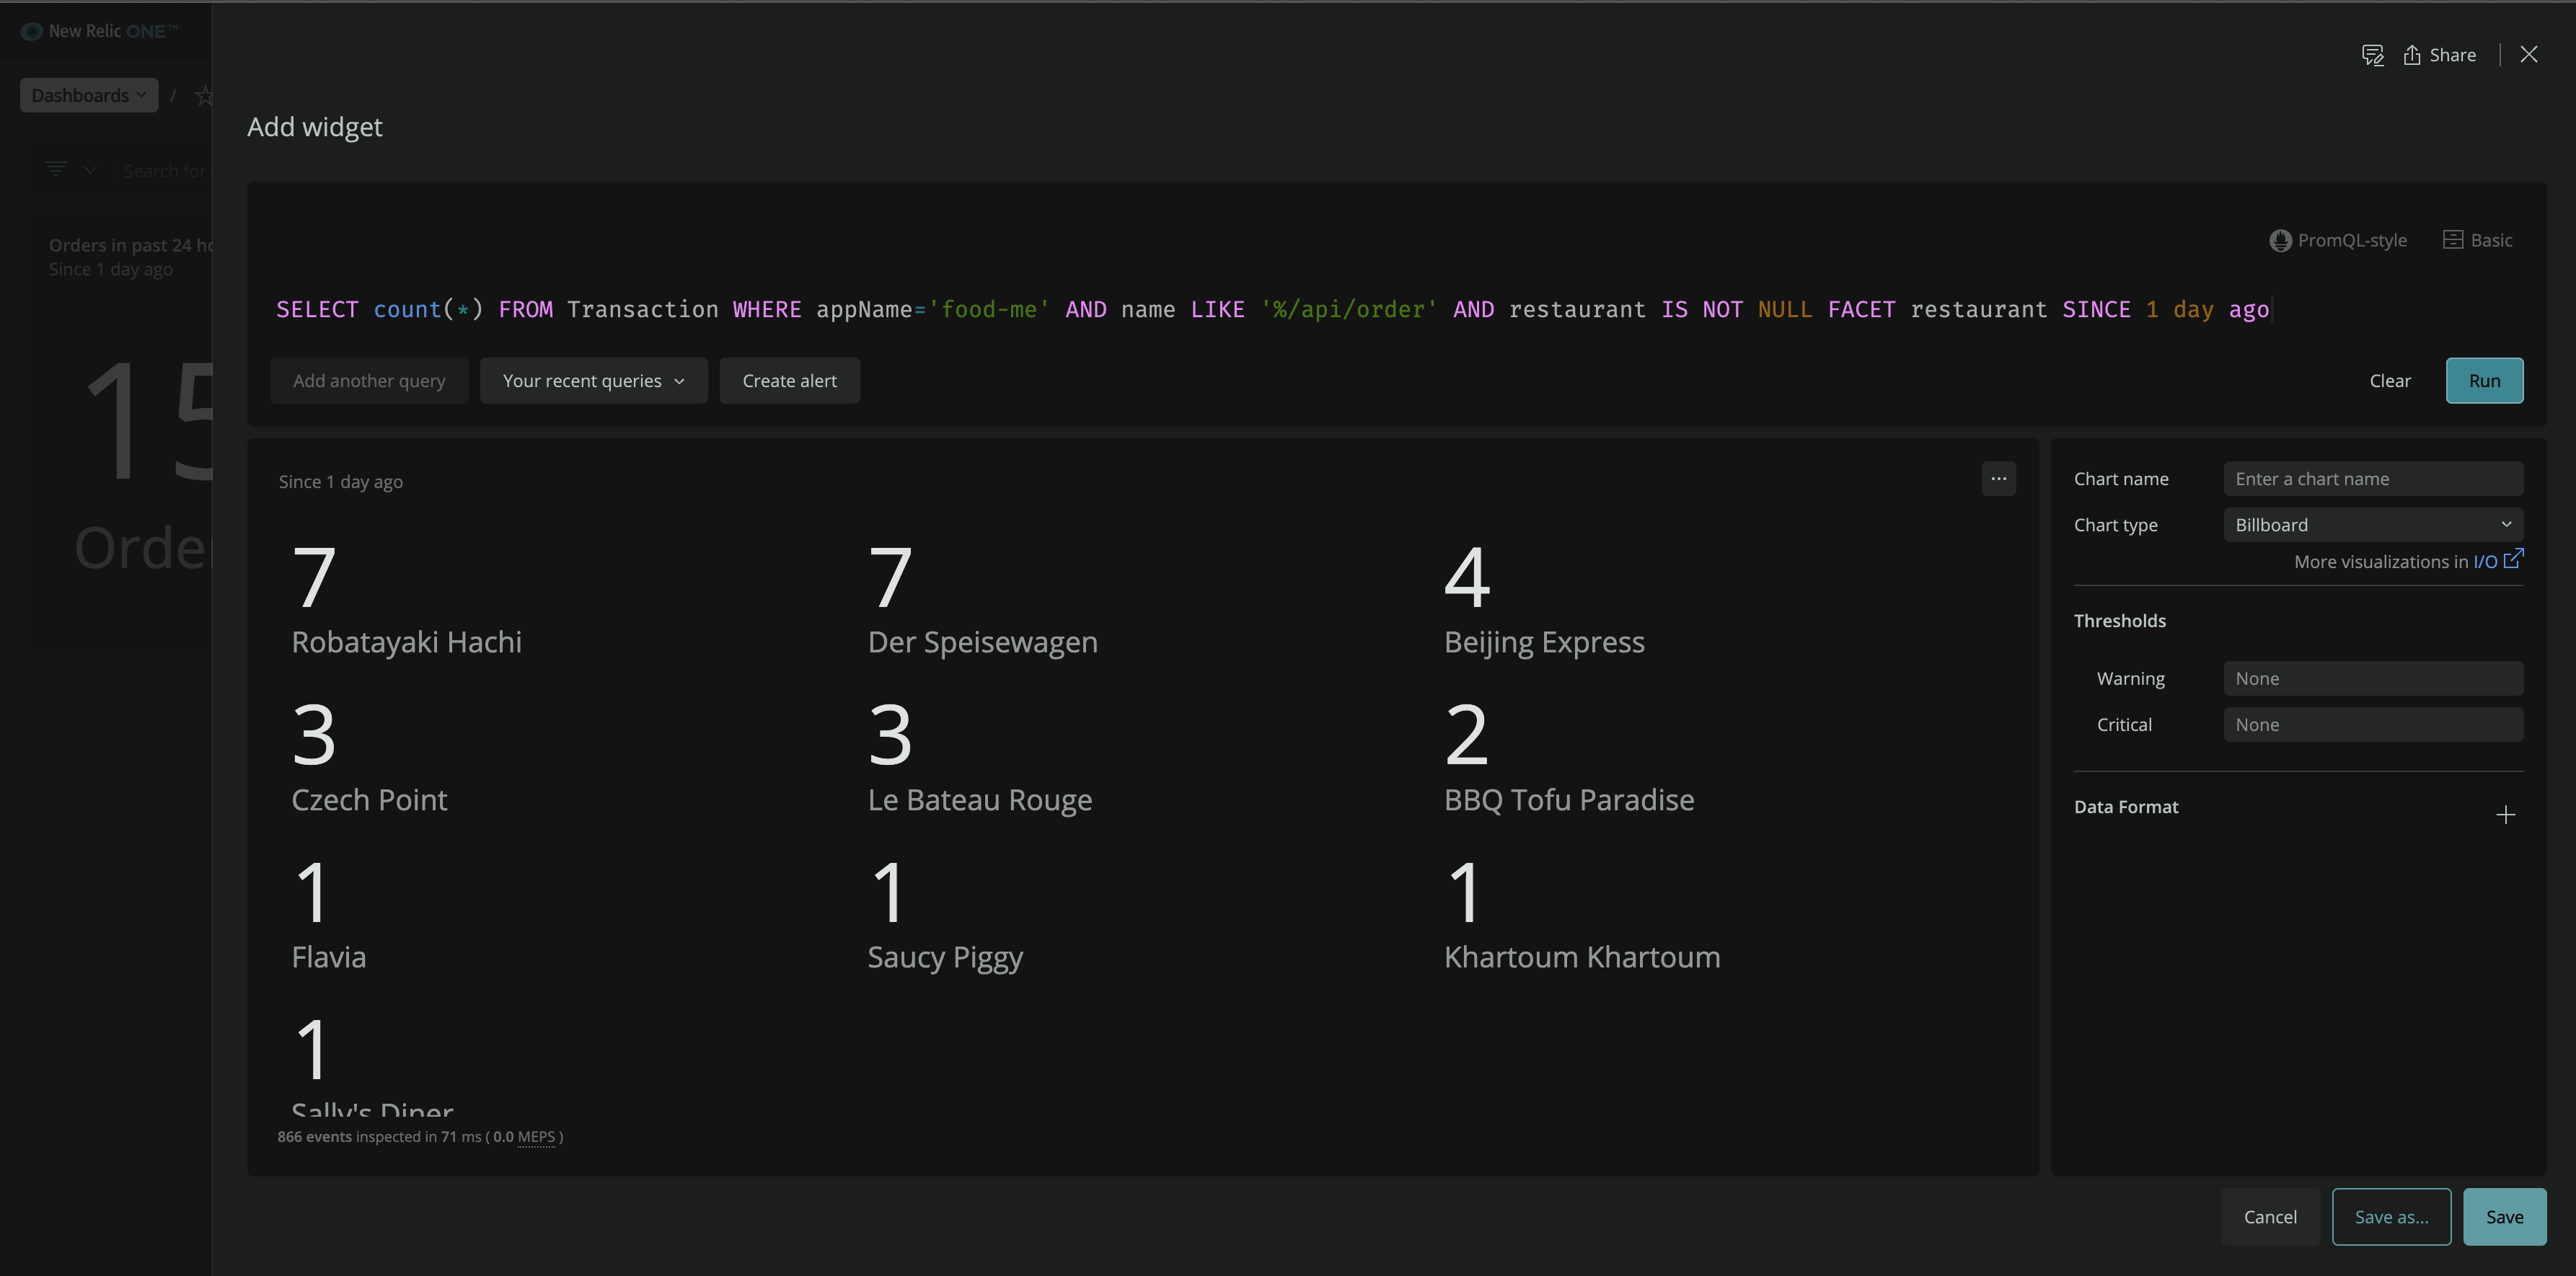 New Relic ONE™
Share
Dashboards /
Add widget
Search for
PromQL-style Basic
Orders in past 24 ho
Since 1 day ago
SELECT count(*) FROM Transaction WHERE appName='food-me' AND name LIKE '%/api/order' AND restaurant IS NOT NULL FACET restaurant SINCE 1 day ago
Add another query Your recent queries Create alert Clear Run
15
Order
Since 1 day ago
...
7 7 4
Robatayaki Hachi Der Speisewagen Beijing Express
3 3 2
Czech Point Le Bateau Rouge BBQ Tofu Paradise
1 1 1
Flavia Saucy Piggy Khartoum Khartoum
1
Sally's Diner
866 events inspected in 71 ms ( 0.0 MEPS )
Chart name Enter a chart name
Chart type Billboard
More visualizations in I/O
Thresholds
Warning None
Critical None
Data Format
Cancel Save as... Save